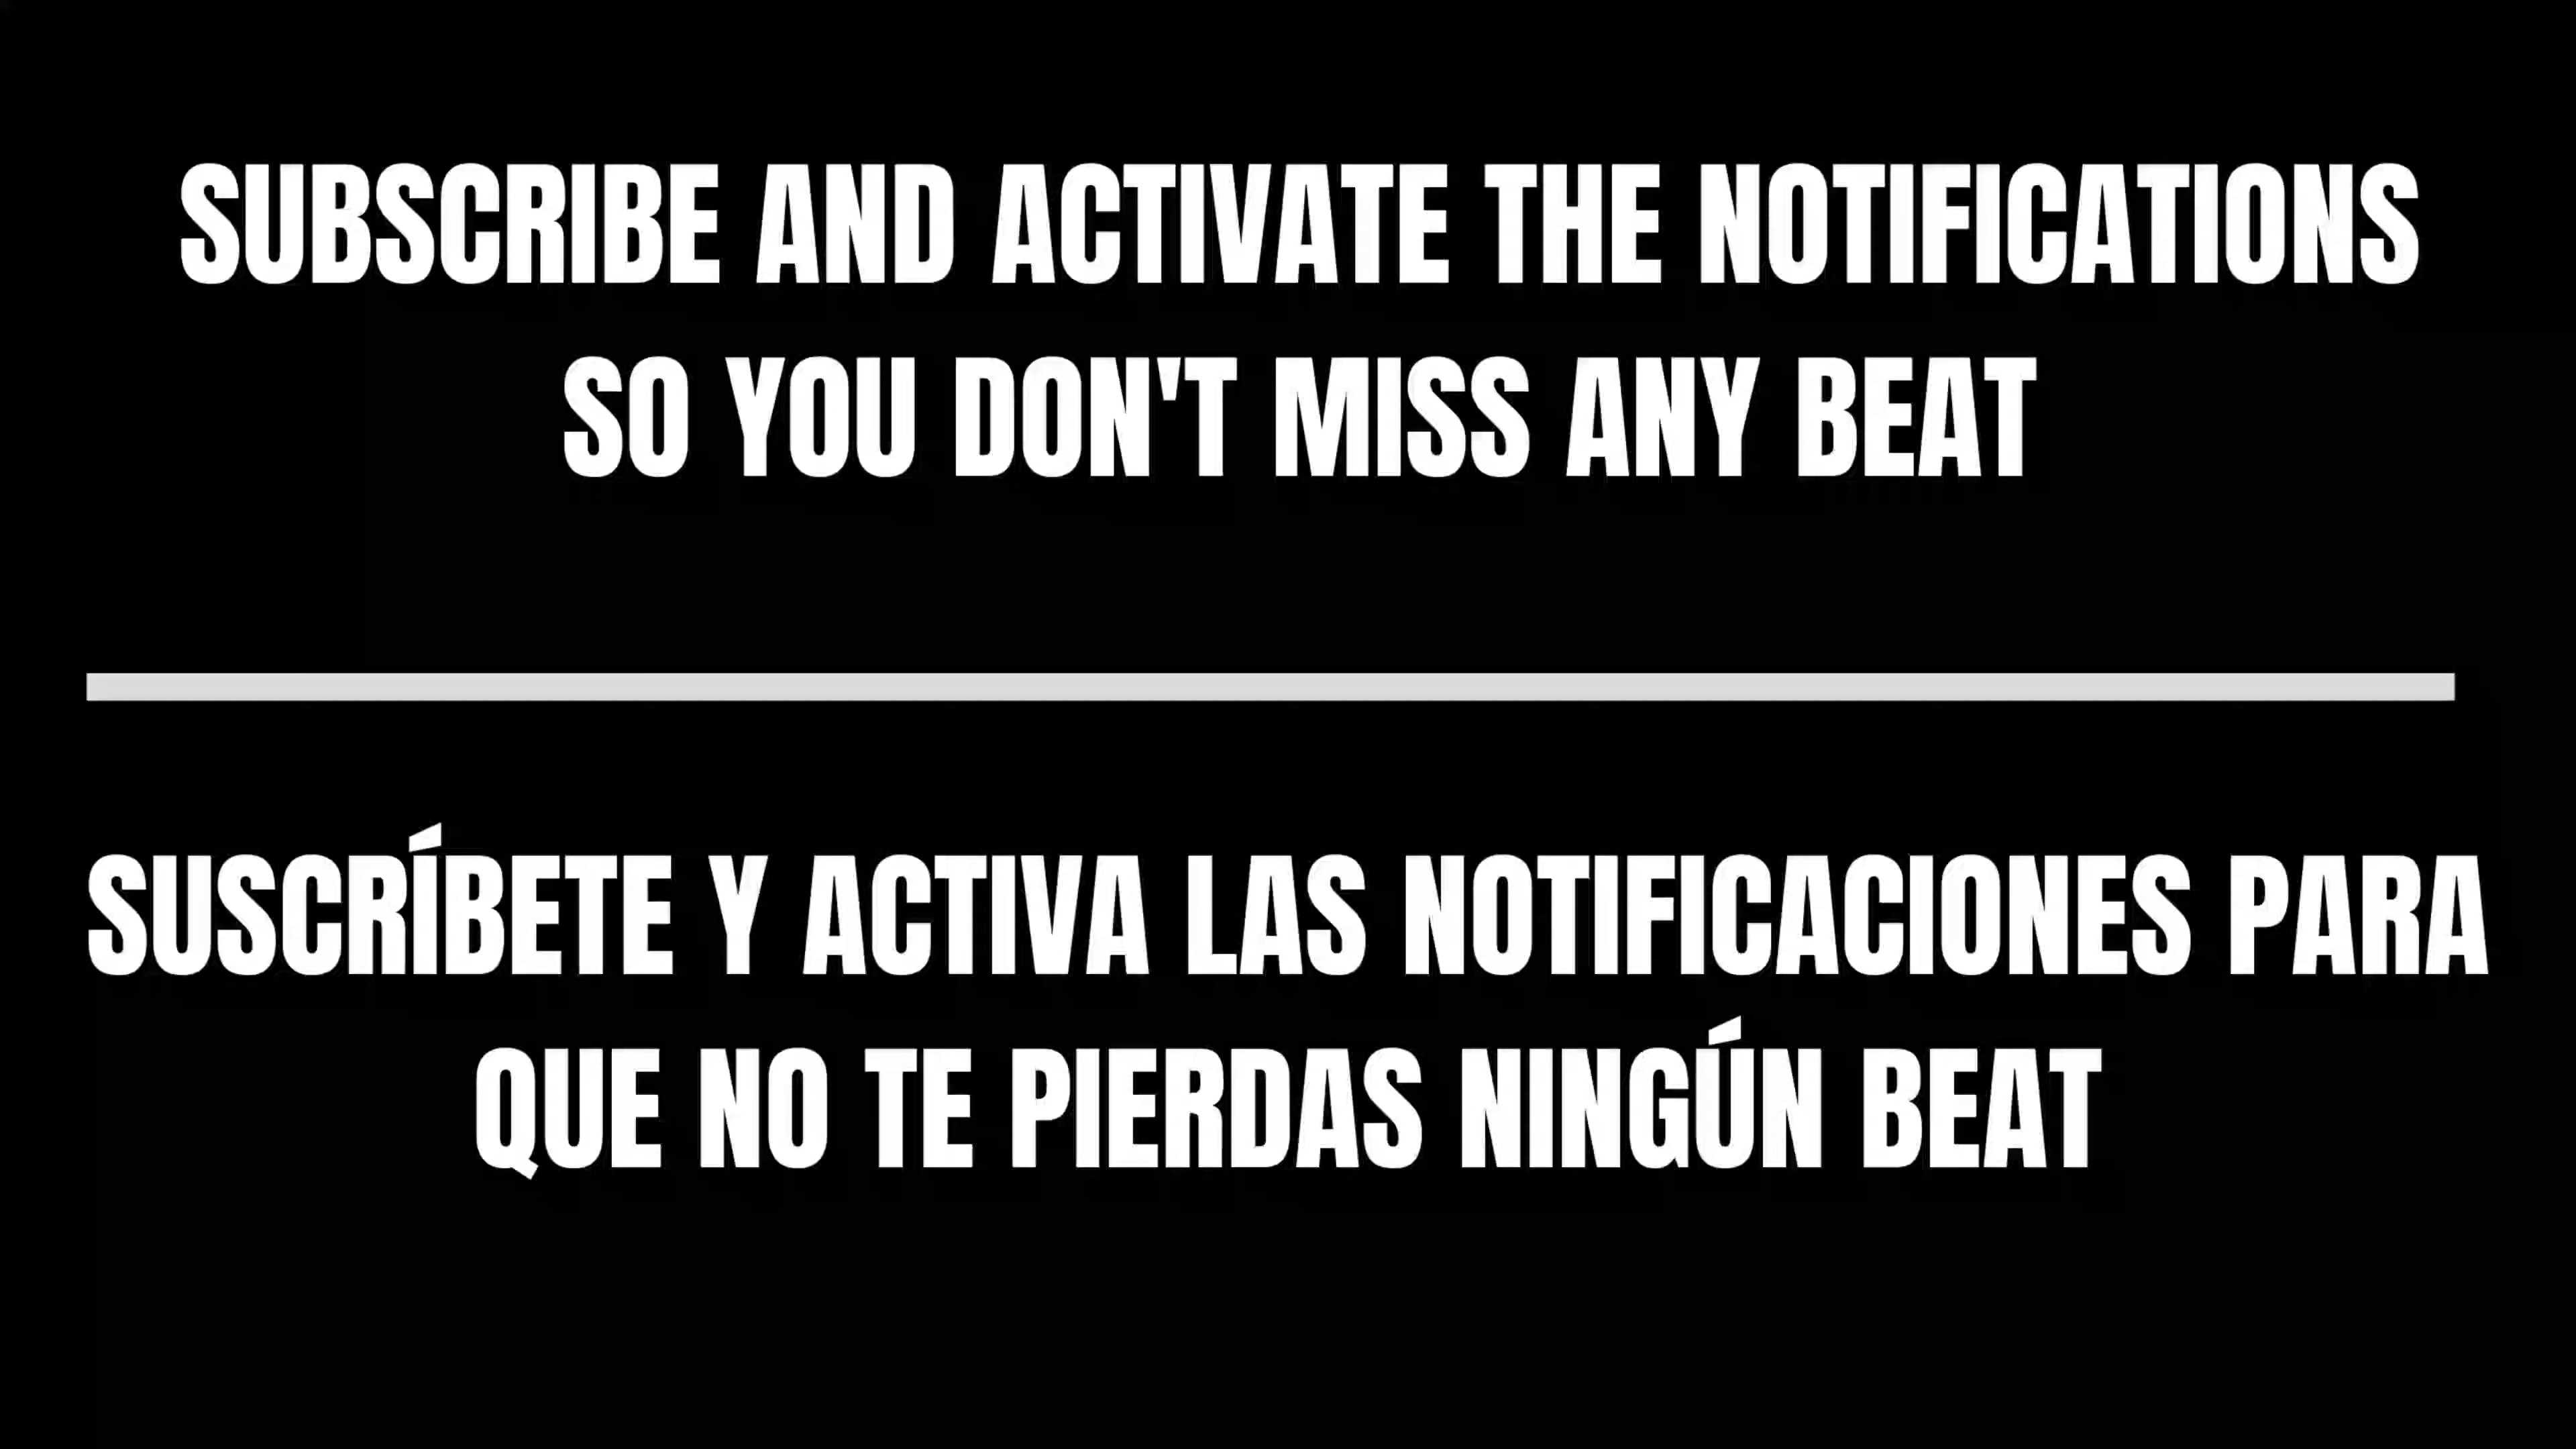 SUBSCRIBE AND ACTIVATE THE NOTIFICATIONS
SO YOU DON'T MISS ANY BEAT
SUSCRÍBETE Y ACTIVA LAS NOTIFICACIONES PARA
QUE NO TE PIERDAS NINGÚN BEAT